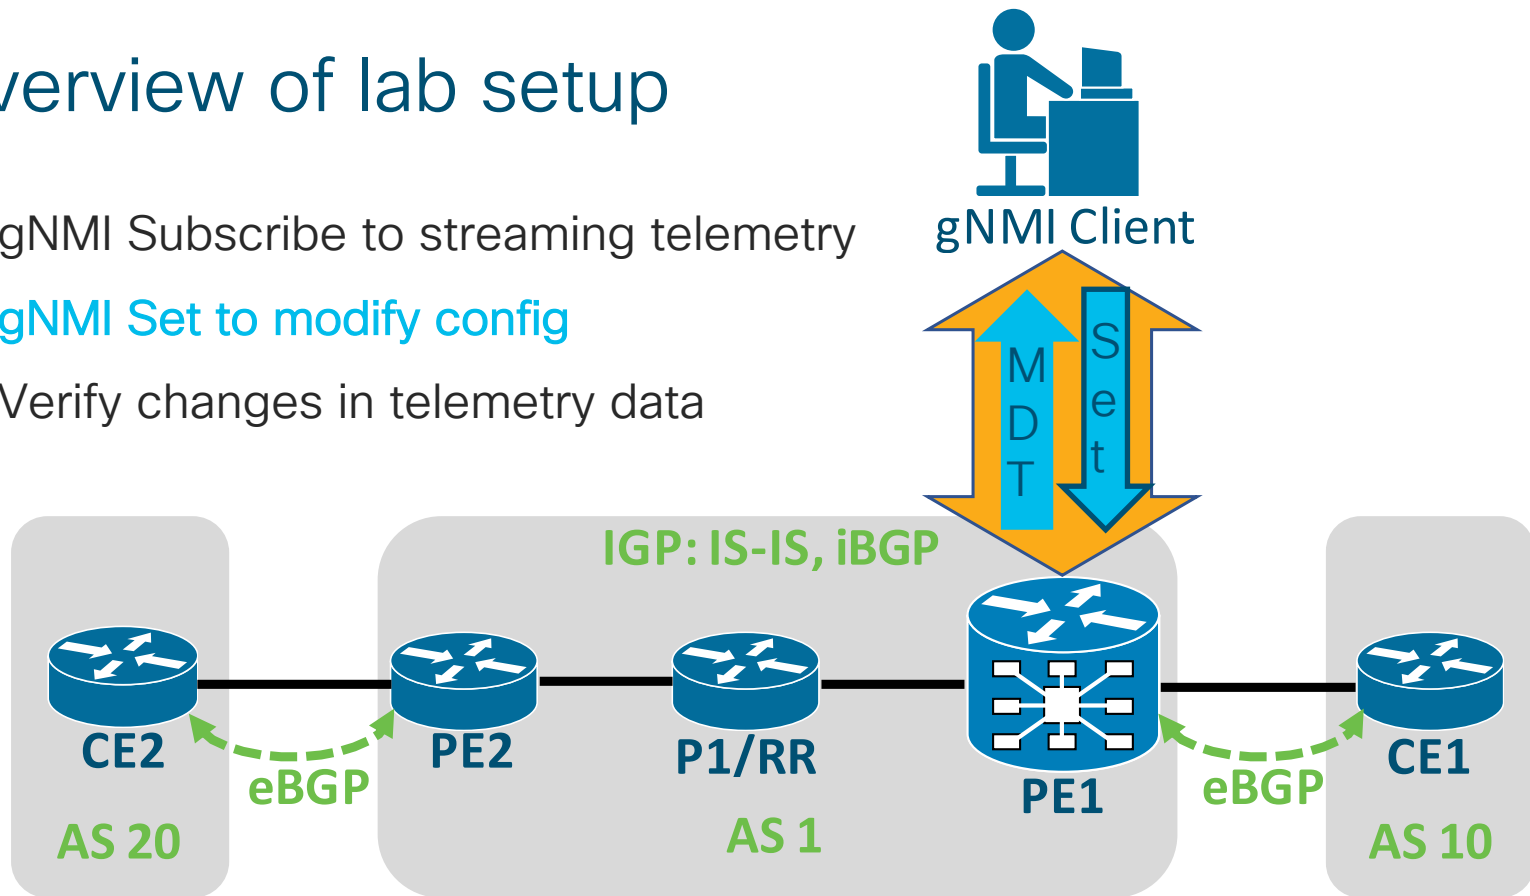 verview of lab setup
gNMI Subscribe to streaming telemetry
gNMI Set to modify config
Verify changes in telemetry data
gNMI Client
MDT
Set
IGP: IS-IS, iBGP
CE2
PE2
P1/RR
PE1
CE1
eBGP
eBGP
AS 20
AS 1
AS 10